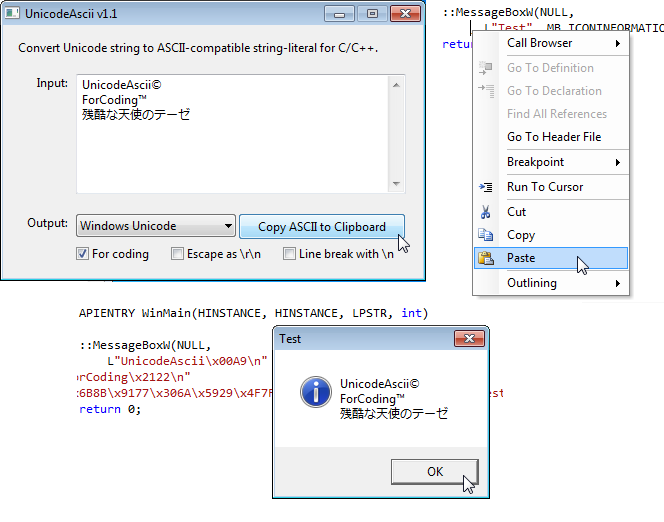 UnicodeAscii v1.1
Convert Unicode string to ASCII-compatible string-literal for C/C++.
Input:
UnicodeAscii©
ForCoding™
残酷な天使のテーゼ
Output:
Windows Unicode
Copy ASCII to Clipboard
For coding
Escape as \r\n
Line break with \n
::MessageBoxW(NULL,
L"Test", MB_ICONINFORMATIO
retur
Call Browser
Go To Definition
Go To Declaration
Find All References
Go To Header File
Breakpoint
Run To Cursor
Cut
Copy
Paste
Outlining
APIENTRY WinMain(HINSTANCE, HINSTANCE, LPSTR, int)
::MessageBoxW(NULL,
L"UnicodeAscii\x00A9\n"
orCoding\x2122\n"
6B8B\x9177\x306A\x5929\x4F7F
est
return 0;
Test
UnicodeAscii©
ForCoding™
残酷な天使のテーゼ
OK